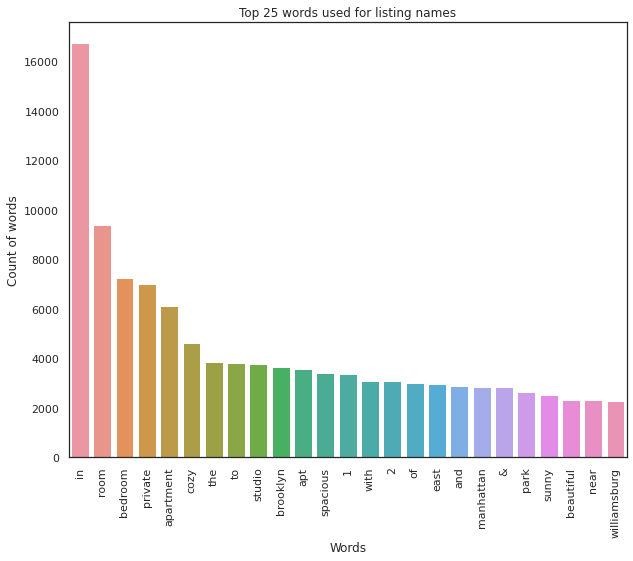 Top 25 words used for listing names
Count of words
16000
14000
12000
10000
8000
6000
4000
2000
0
in
room
bedroom
private
apartment
cozy
the
to
studio
brooklyn
apt
spacious
1
with
2
of
east
and
manhattan
&
park
sunny
beautiful
near
williamsburg
Words